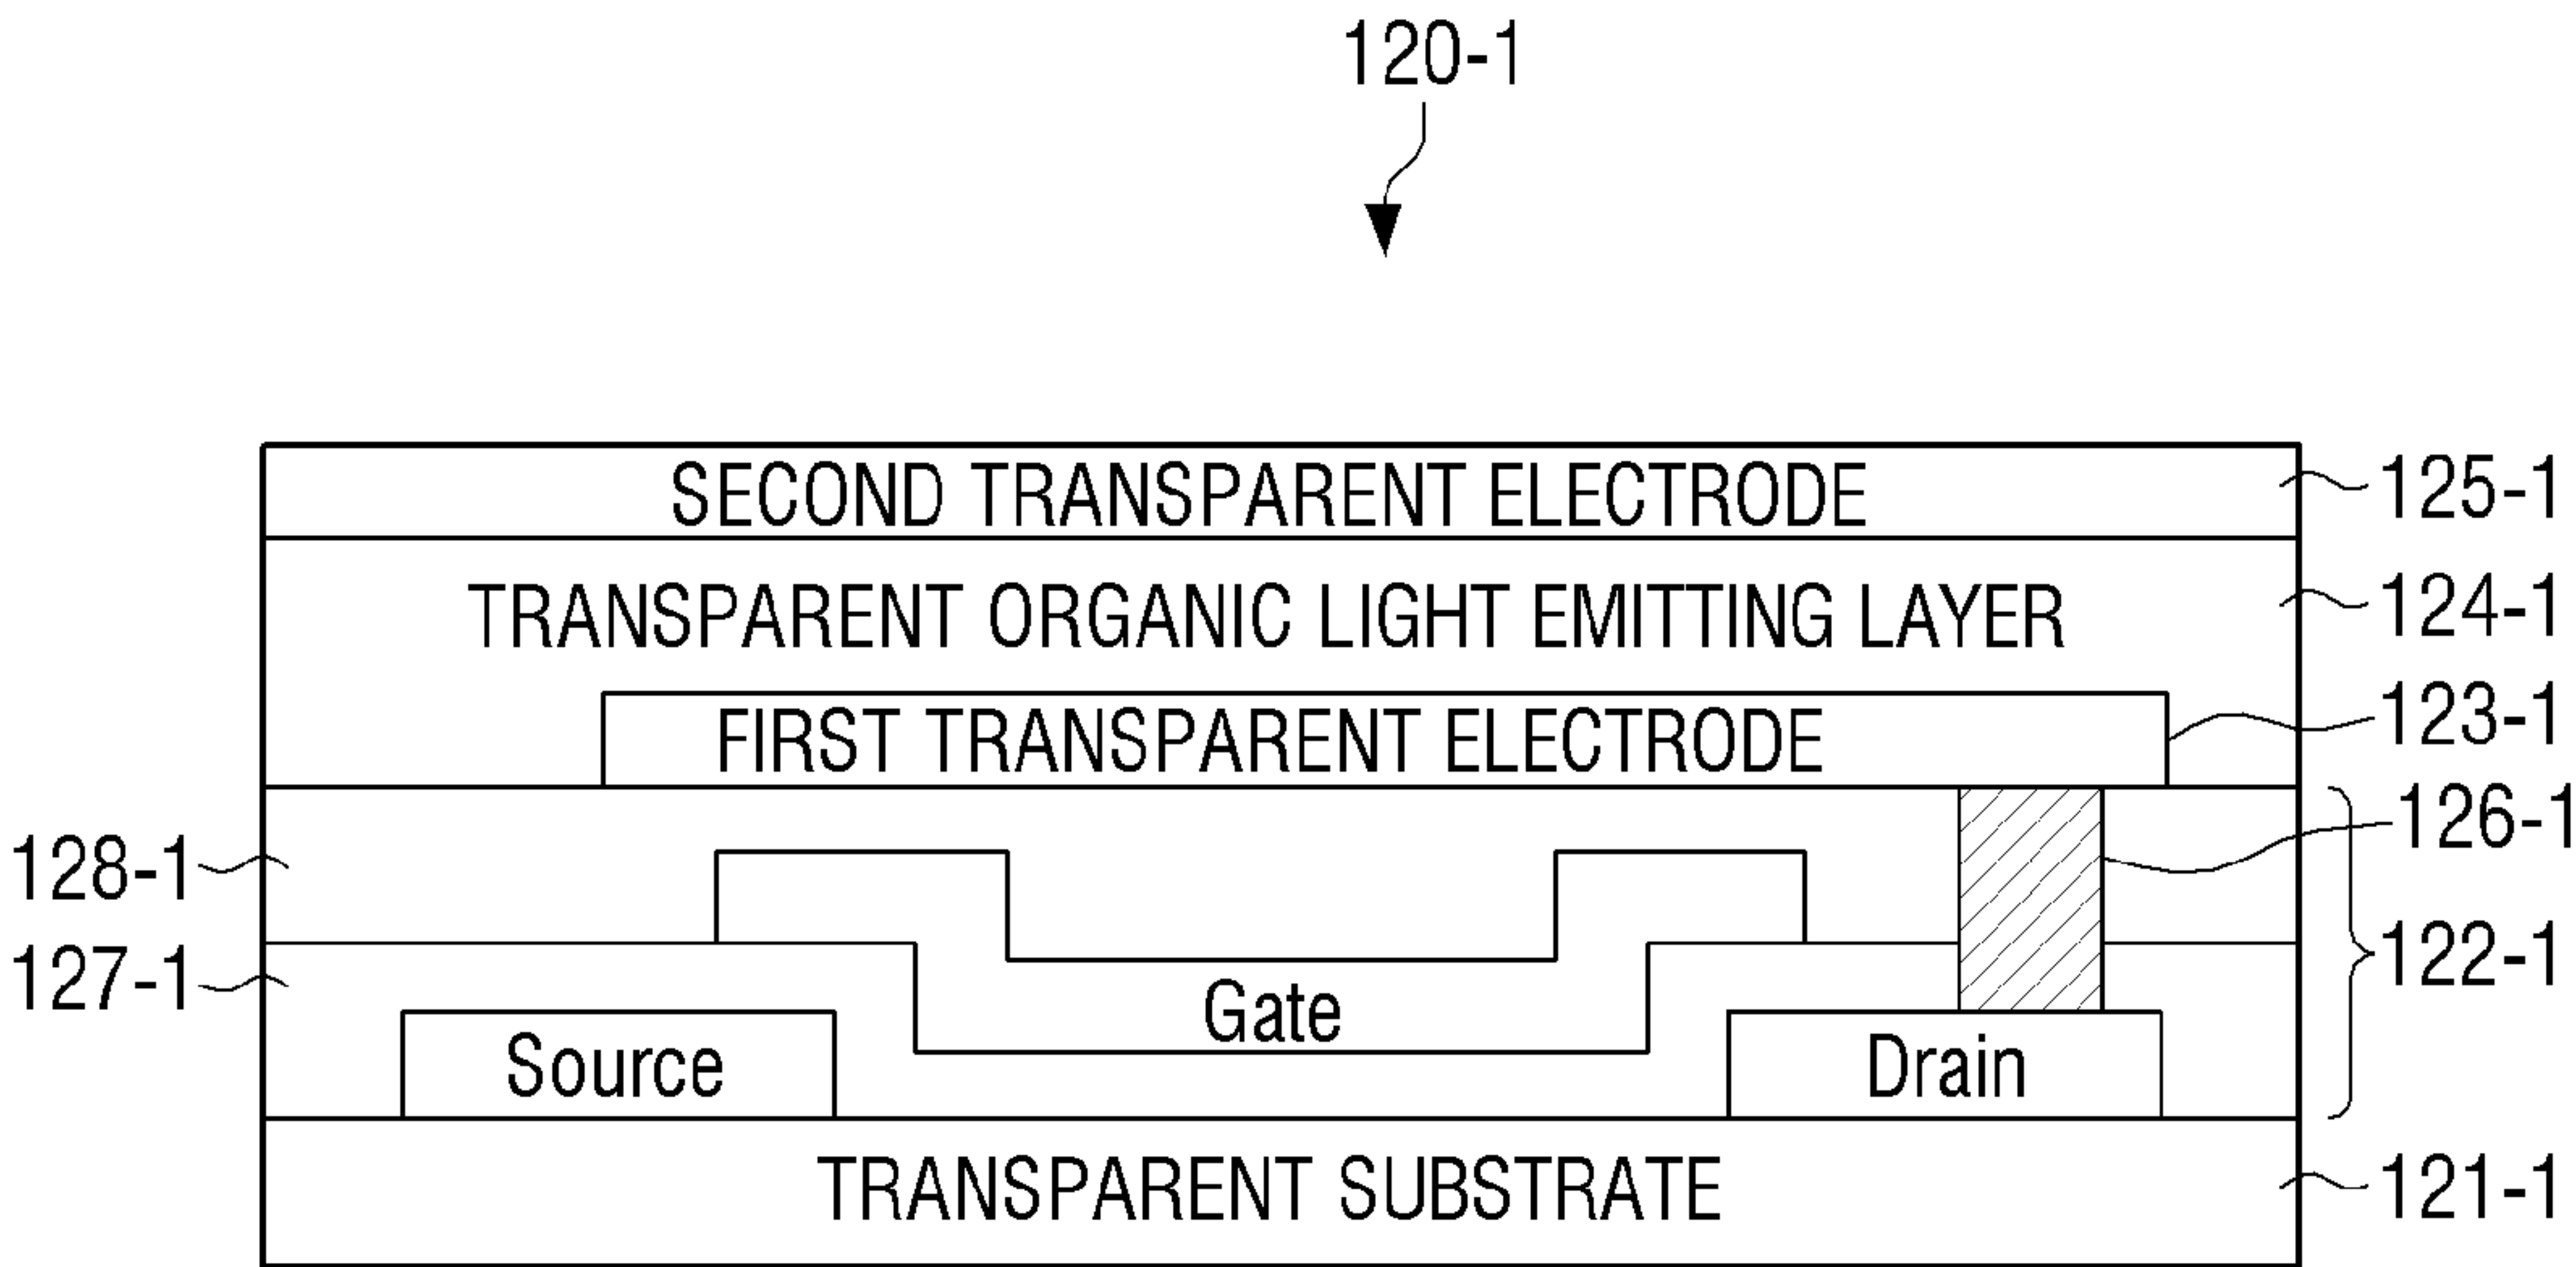 120-1
SECOND TRANSPARENT ELECTRODE
125-1
TRANSPARENT ORGANIC LIGHT EMITTING LAYER
124-1
FIRST TRANSPARENT ELECTRODE
123-1
126-1
128-1
122-1
127-1
Gate
Source
Drain
TRANSPARENT SUBSTRATE
121-1